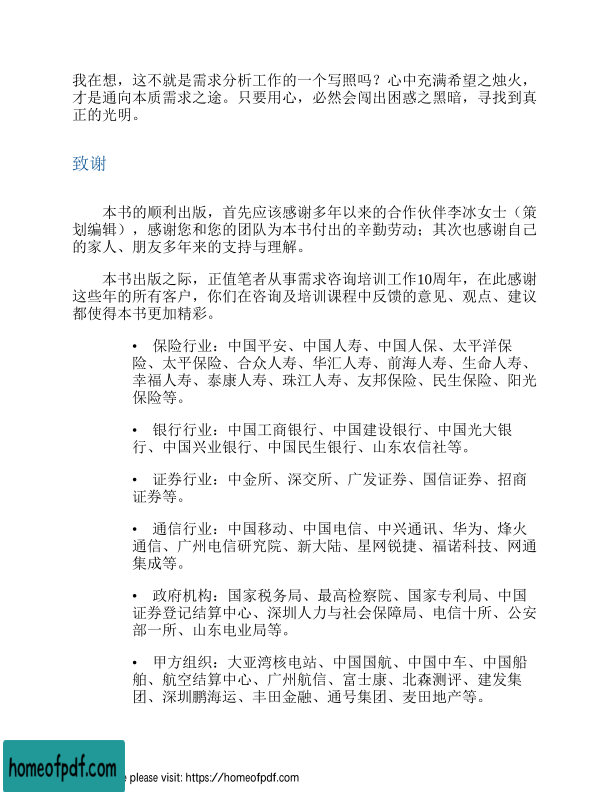 我在想，这不就是需求分析工作的一个写照吗？心中充满希望之烛火，
才是通向本质需求之途。只要用心，必然会闯出困惑之黑暗，寻找到真
正的光明。
致谢
本书的顺利出版，首先应该感谢多年以来的合作伙伴李冰女士（策
划编辑），感谢您和您的团队为本书付出的辛勤劳动；其次也感谢自己
的家人、朋友多年来的支持与理解。
本书出版之际，正值笔者从事需求咨询培训工作10周年，在此感谢
这些年的所有客户，你们在咨询及培训课程中反馈的意见、观点、建议
都使得本书更加精彩。
• 保险行业：中国平安、中国人寿、中国人保、太平洋保
险、太平保险、合众人寿、华汇人寿、前海人寿、生命人寿、
幸福人寿、泰康人寿、珠江人寿、友邦保险、民生保险、阳光
保险等。
• 银行行业：中国工商银行、中国建设银行、中国光大银
行、中国兴业银行、中国民生银行、山东农信社等。
• 证券行业：中金所、深交所、广发证券、国信证券、招商
证券等。
• 通信行业：中国移动、中国电信、中兴通讯、华为、烽火
通信、广州电信研究院、新大陆、星网锐捷、福诺科技、网通
集成等。
• 政府机构：国家税务局、最高检察院、国家专利局、中国
证券登记结算中心、深圳人力与社会保障局、电信十所、公安
部一所、山东电业局等。
• 甲方组织：大亚湾核电站、中国国航、中国中车、中国船
舶、航空结算中心、广州航信、富士康、北森测评、建发集
团、深圳鹏海运、丰田金融、通号集团、麦田地产等。
homeofpdf.com
e please visit: https://homeofpdf.com